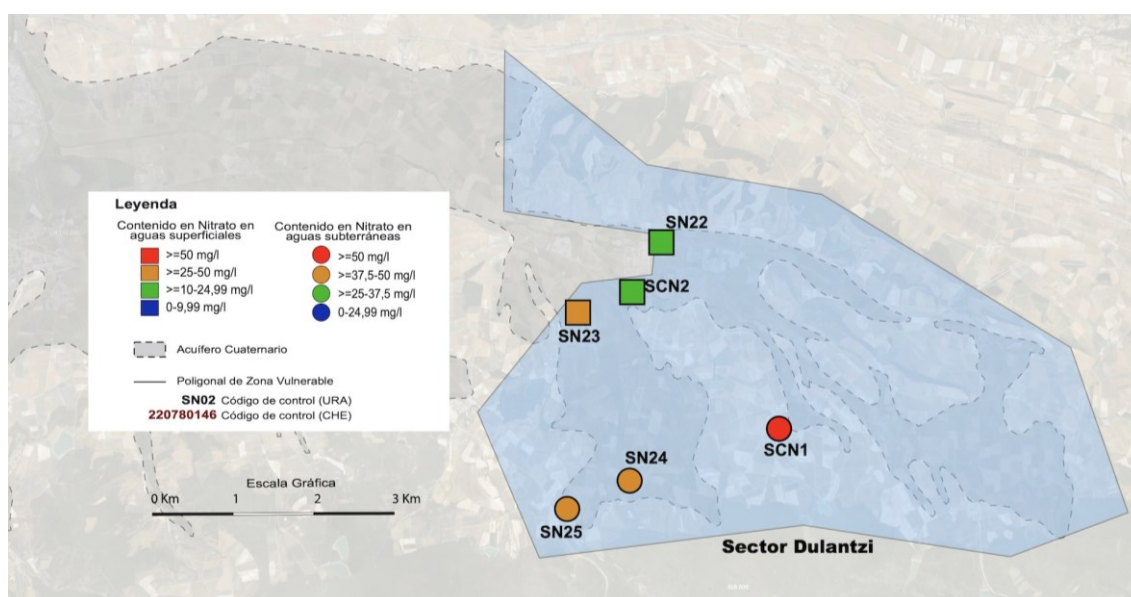 Leyenda
Contenido en Nitrato en
aguas superficiales
>=50 mg/l
>=25-50 mg/l
>=10-24,99 mg/l
0-9,99 mg/l
Contenido en Nitrato en
aguas subterráneas
>=50 mg/l
>=37,5-50 mg/l
>=25-37,5 mg/l
0-24,99 mg/l
Acuífero Cuaternario
Poligonal de Zona Vulnerable
SN02 Código de control (URA)
220780146 Código de control (CHE)
Escala Gráfica
0 Km 1 2 3 Km
SN22
SCN2
SN23
SCN1
SN24
SN25
Sector Dulantzi